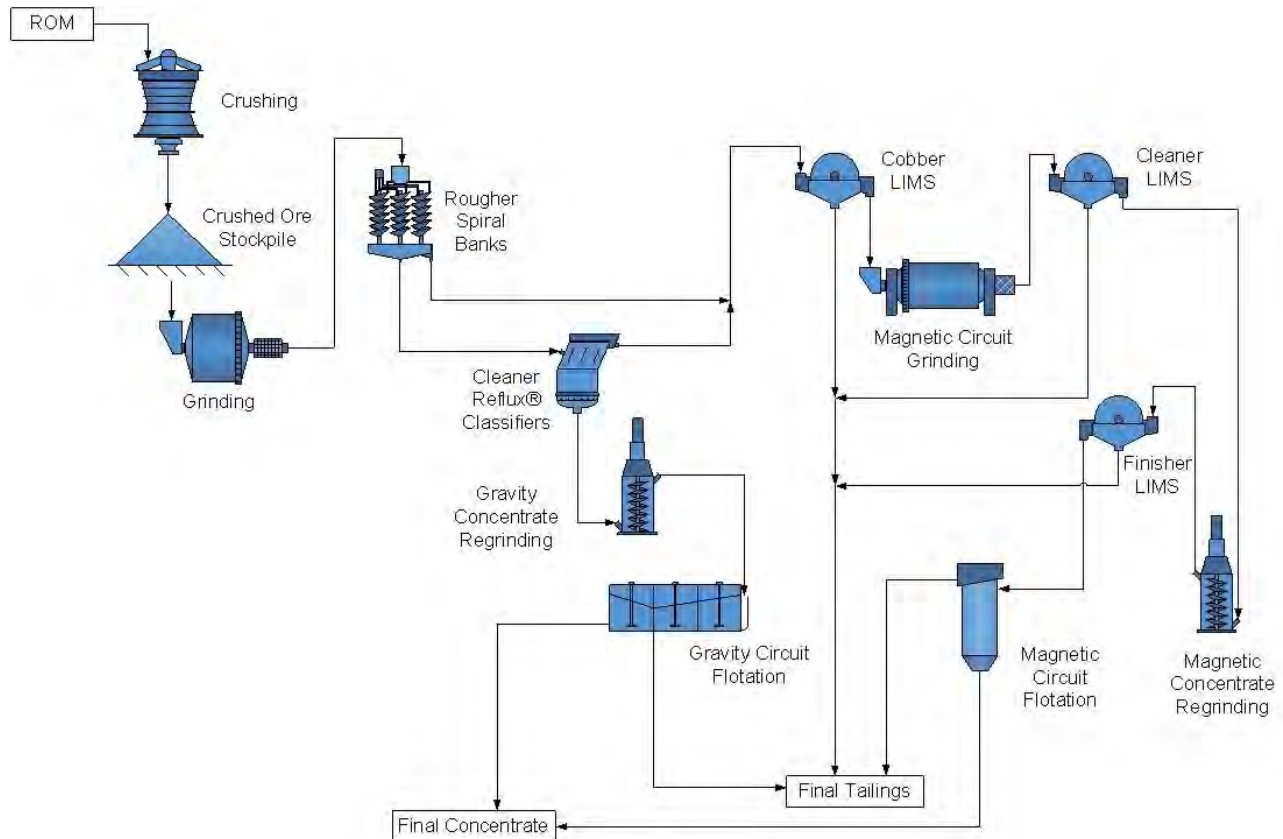 ROM
Crushing
Crushed Ore
Stockpile
Grinding
Rougher
Spiral
Banks
Cleaner
Reflux®
Classifiers
Gravity
Concentrate
Regrinding
Gravity Circuit
Flotation
Cobber
LIMS
Magnetic Circuit
Grinding
Cleaner
LIMS
Finisher
LIMS
Magnetic
Circuit
Flotation
Magnetic
Concentrate
Regrinding
Final Tailings
Final Concentrate